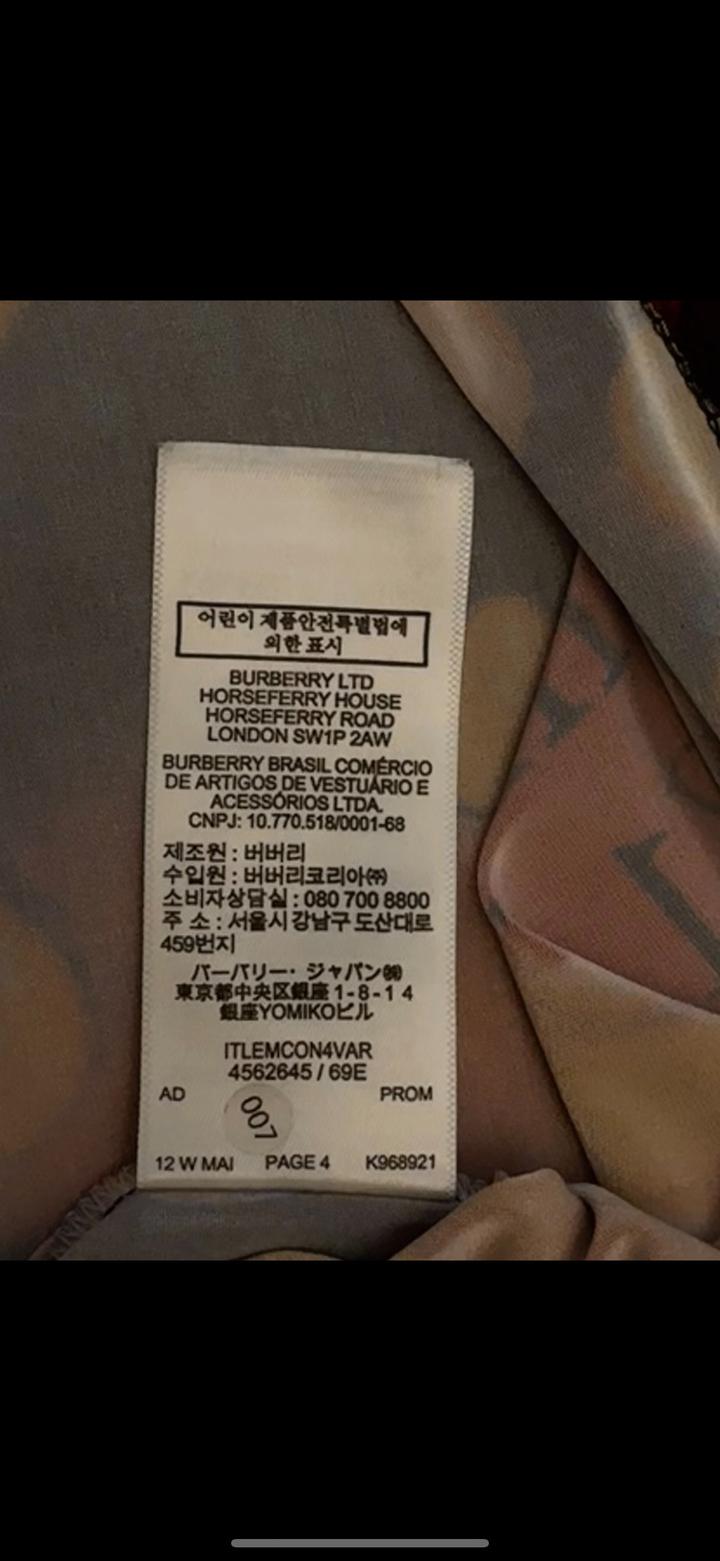 어린이 제품안전특별법에
의한 표시
BURBERRY LTD
HORSEFERRY HOUSE
HORSEFERRY ROAD
LONDON SW1P 2AW
BURBERRY BRASIL COMÉRCIO
DE ARTIGOS DE VESTUÁRIO E
ACESSÓRIOS LTDA.
CNPJ: 10.770.518/0001-68
제조원 : 버버리
수입원 : 버버리코리아㈜
소비자상담실 : 080 700 8800
주 소 : 서울시 강남구 도산대로
459번지
バーバリー・ジャパン㈱
東京都中央区銀座 1-8-1 4
銀座YOMIKOビル
ITLEMCON4VAR
4562645 / 69E
AD PROM
007
12 W MAI PAGE 4 K968921